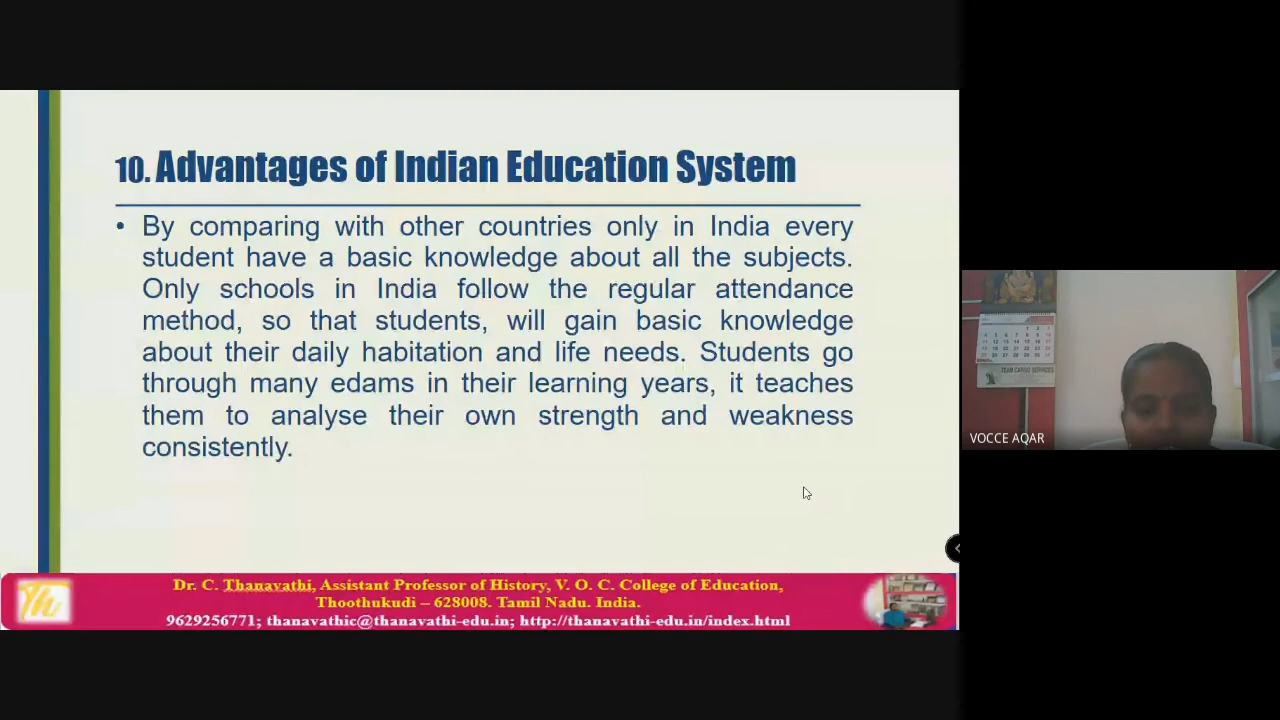 10. Advantages of Indian Education System
• By comparing with other countries only in India every
student have a basic knowledge about all the subjects.
Only schools in India follow the regular attendance
method, so that students, will gain basic knowledge
about their daily habitation and life needs. Students go
through many edams in their learning years, it teaches
them to analyse their own strength and weakness
consistently.
Th
Dr. C. Thanavathi, Assistant Professor of History, V. O. C. College of Education,
Thoothukudi – 628008. Tamil Nadu. India.
9629256771; thanavathic@thanavathi-edu.in; http://thanavathi-edu.in/index.html
TEAM CARGO SERVICES
VOCCE AQAR